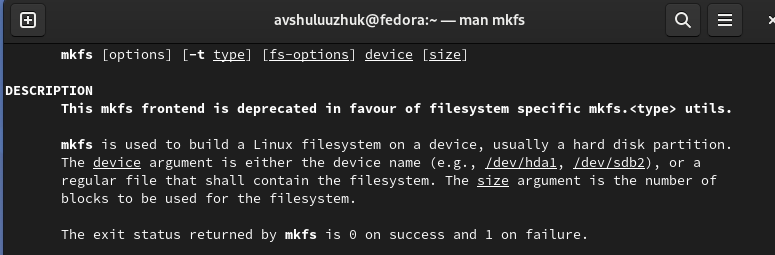 avshuluuzhuk@fedora:~ — man mkfs
mkfs [options] [-t type] [fs-options] device [size]
DESCRIPTION
This mkfs frontend is deprecated in favour of filesystem specific mkfs.<type> utils.
mkfs is used to build a Linux filesystem on a device, usually a hard disk partition.
The device argument is either the device name (e.g., /dev/hda1, /dev/sdb2), or a
regular file that shall contain the filesystem. The size argument is the number of
blocks to be used for the filesystem.
The exit status returned by mkfs is 0 on success and 1 on failure.